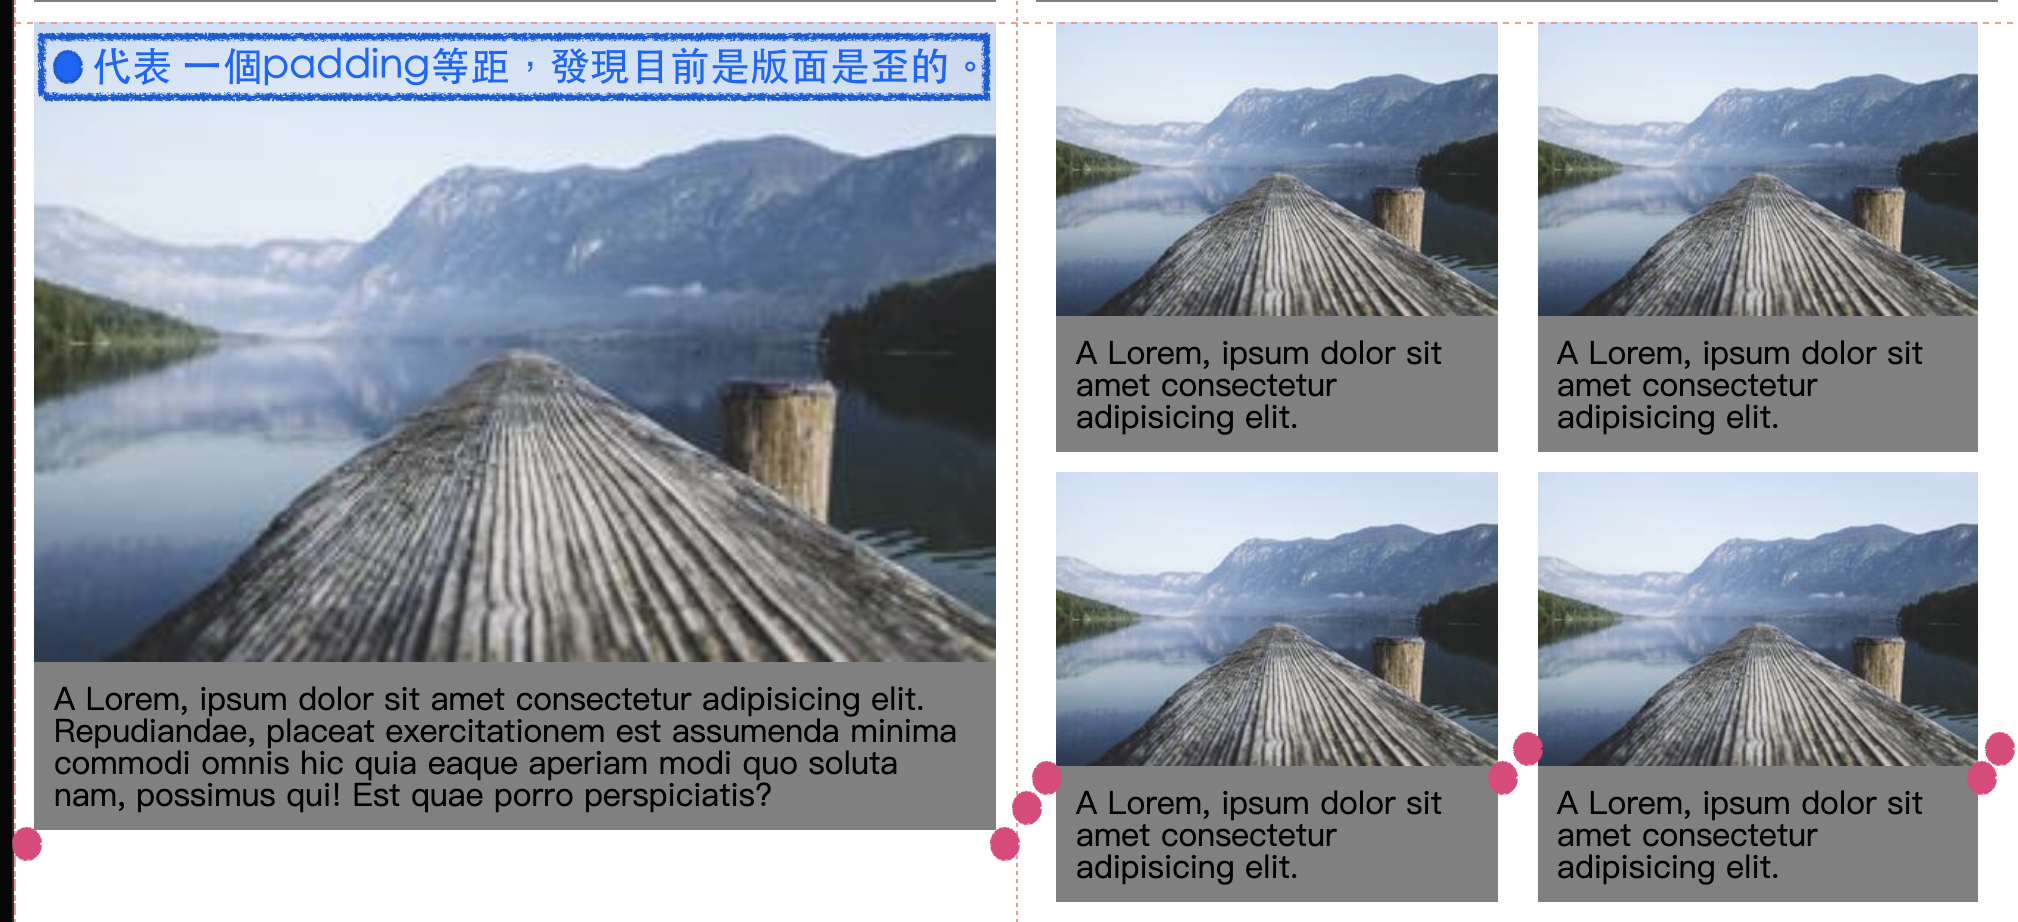 代表 一個padding等距，發現目前是版面是歪的。
A Lorem, ipsum dolor sit amet consectetur adipisicing elit.
Repudiandae, placeat exercitationem est assumenda minima
commodi omnis hic quia eaque aperiam modi quo soluta
nam, possimus qui! Est quae porro perspiciatis?
A Lorem, ipsum dolor sit
amet consectetur
adipisicing elit.
A Lorem, ipsum dolor sit
amet consectetur
adipisicing elit.
A Lorem, ipsum dolor sit
amet consectetur
adipisicing elit.
A Lorem, ipsum dolor sit
amet consectetur
adipisicing elit.